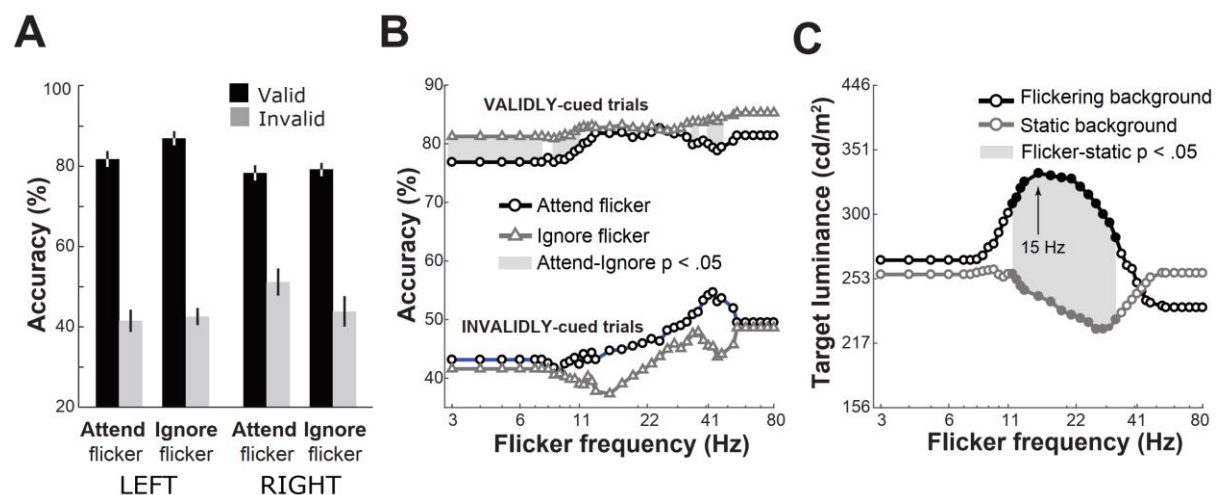 A
Accuracy (%)
100
80
60
40
20
Valid
Invalid
Attend
flicker
Ignore
flicker
Attend
flicker
Ignore
flicker
LEFT
RIGHT
B
Accuracy (%)
90
80
70
60
50
40
VALIDLY-cued trials
Attend flicker
Ignore flicker
Attend-Ignore p < .05
INVALIDLY-cued trials
3 6 11 22 41 80
Flicker frequency (Hz)
C
Target luminance (cd/m²)
446
351
300
253
217
156
Flickering background
Static background
Flicker-static p < .05
15 Hz
3 6 11 22 41 80
Flicker frequency (Hz)